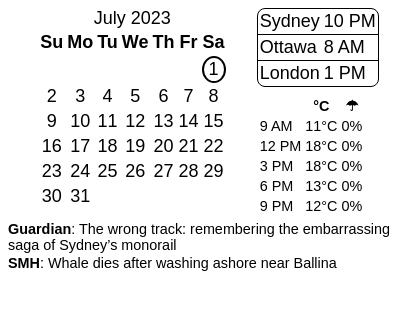 July 2023
Su Mo Tu We Th Fr Sa
1
2 3 4 5 6 7 8
9 10 11 12 13 14 15
16 17 18 19 20 21 22
23 24 25 26 27 28 29
30 31
Sydney 10 PM
Ottawa 8 AM
London 1 PM
°C ☂
9 AM 11°C 0%
12 PM 18°C 0%
3 PM 18°C 0%
6 PM 13°C 0%
9 PM 12°C 0%
Guardian: The wrong track: remembering the embarrassing
saga of Sydney’s monorail
SMH: Whale dies after washing ashore near Ballina